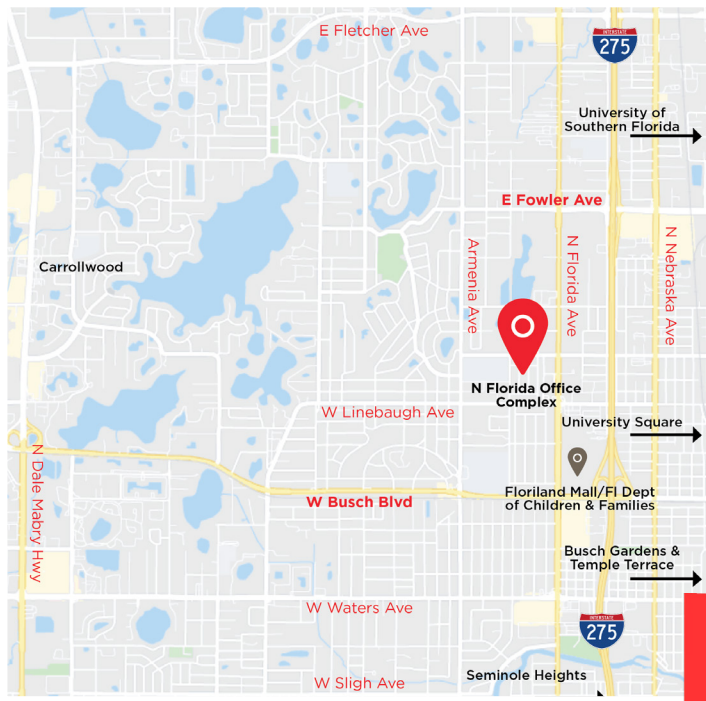 E Fletcher Ave
INTERSTATE
275
University of
Southern Florida
E Fowler Ave
Carrollwood
Armenia Ave
N Florida Ave
N Nebraska Ave
N Florida Office
Complex
W Linebaugh Ave
University Square
N Dale Mabry Hwy
W Busch Blvd
Floriland Mall/Fl Dept
of Children & Families
Busch Gardens &
Temple Terrace
W Waters Ave
INTERSTATE
275
Seminole Heights
W Sligh Ave